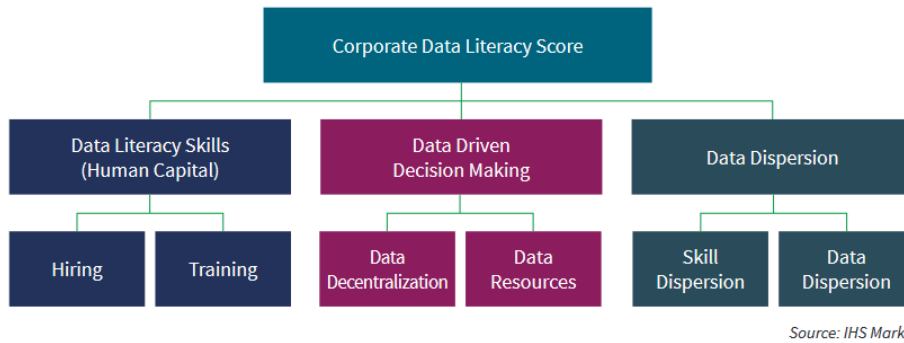 Corporate Data Literacy Score
Data Literacy Skills
(Human Capital)
Data Driven
Decision Making
Data Dispersion
Hiring
Training
Data
Decentralization
Data
Resources
Skill
Dispersion
Data
Dispersion
Source: IHS Mark